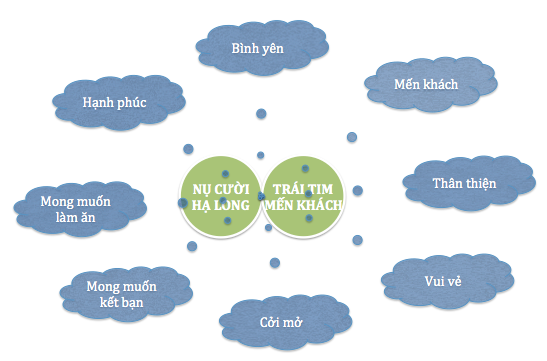 Bình yên
Mến khách
Hạnh phúc
Thân thiện
NỤ CƯỜI
HẠ LONG
TRÁI TIM
MẾN KHÁCH
Mong muốn
làm ăn
Vui vẻ
Mong muốn
kết bạn
Cởi mở